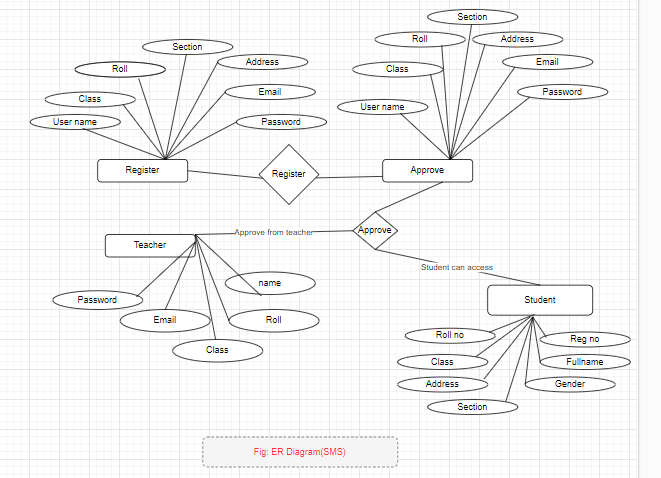 Section
Roll
Address
Class
Email
User name
Password
Section
Roll
Address
Class
Email
User name
Password
Register
Register
Approve
Approve
Approve from teacher
Teacher
Student can access
name
Password
Email
Roll
Class
Student
Roll no
Reg no
Class
Fullname
Address
Gender
Section
Fig: ER Diagram(SMS)